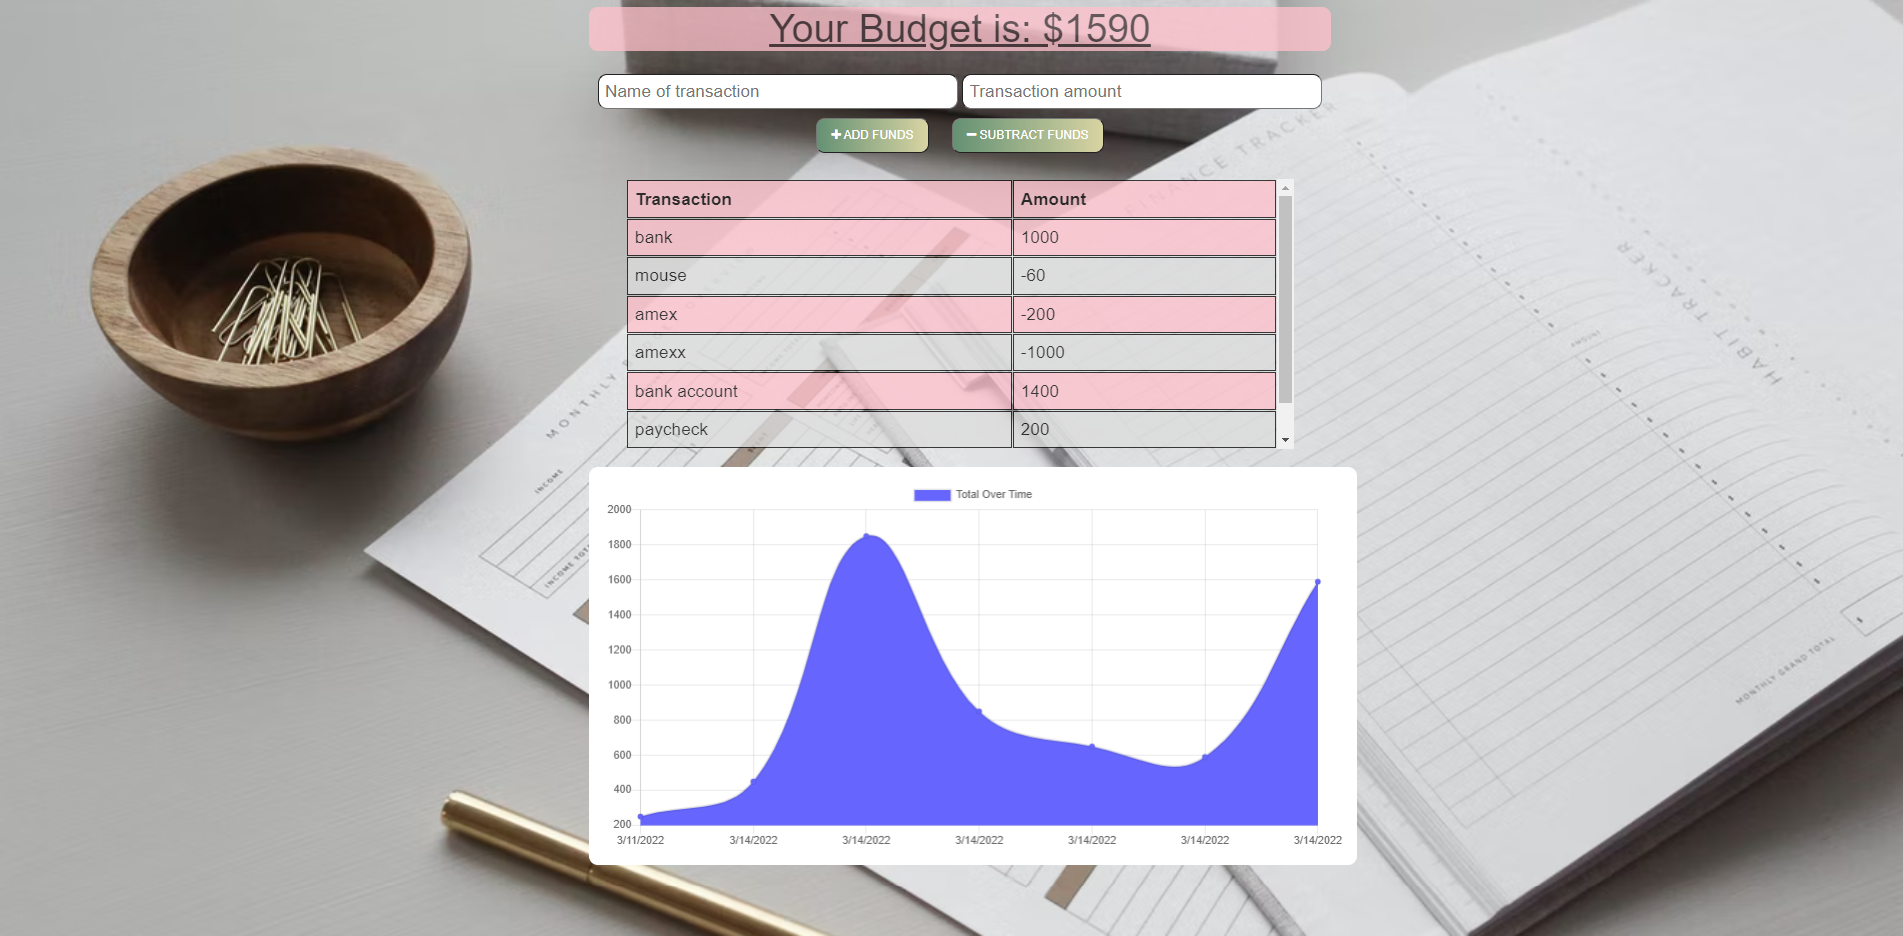 Your Budget is: $1590
Name of transaction
Transaction amount
ADD FUNDS
SUBTRACT FUNDS
Transaction Amount
bank 1000
mouse -60
amex -200
amexx -1000
bank account 1400
paycheck 200
FINANCE TRACKER
HABIT TRACKER
MONTHLY
INCOME
INCOME TOT
AMOUNT
MONTHLY GRAND TOTAL
Total Over Time
2000
1800
1600
1400
1200
1000
800
600
400
200
3/11/2022 3/14/2022 3/14/2022 3/14/2022 3/14/2022 3/14/2022 3/14/2022